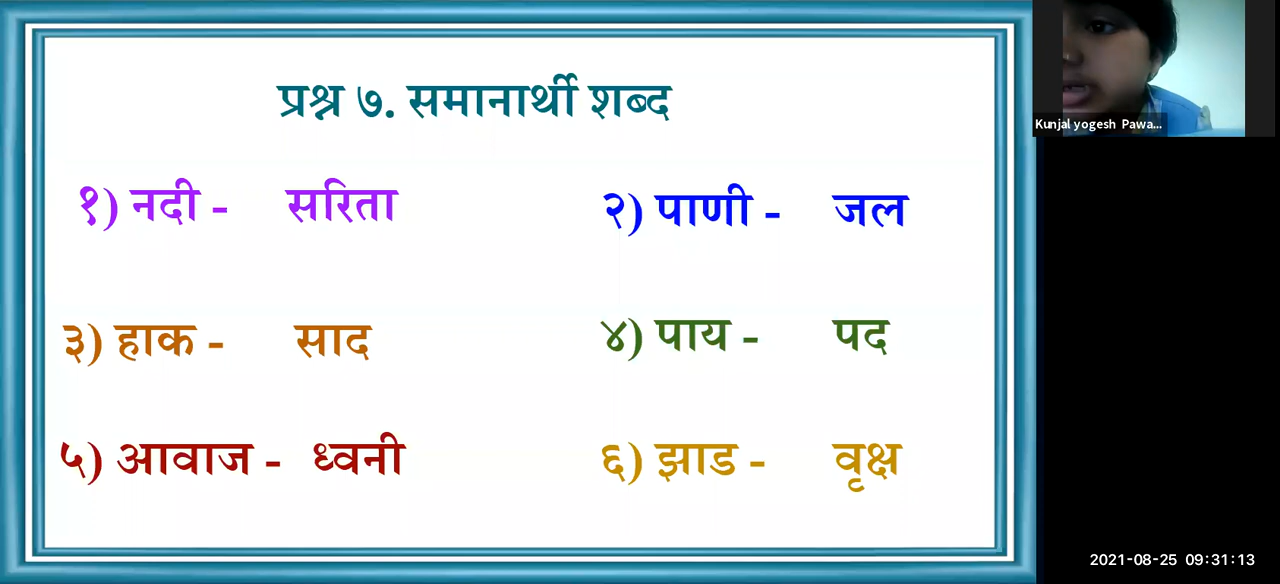 प्रश्न ७. समानार्थी शब्द
१) नदी - सरिता
२) पाणी - जल
३) हाक - साद
४) पाय - पद
५) आवाज - ध्वनी
६) झाड - वृक्ष
Kunjal yogesh Pawa...
2021-08-25 09:31:13